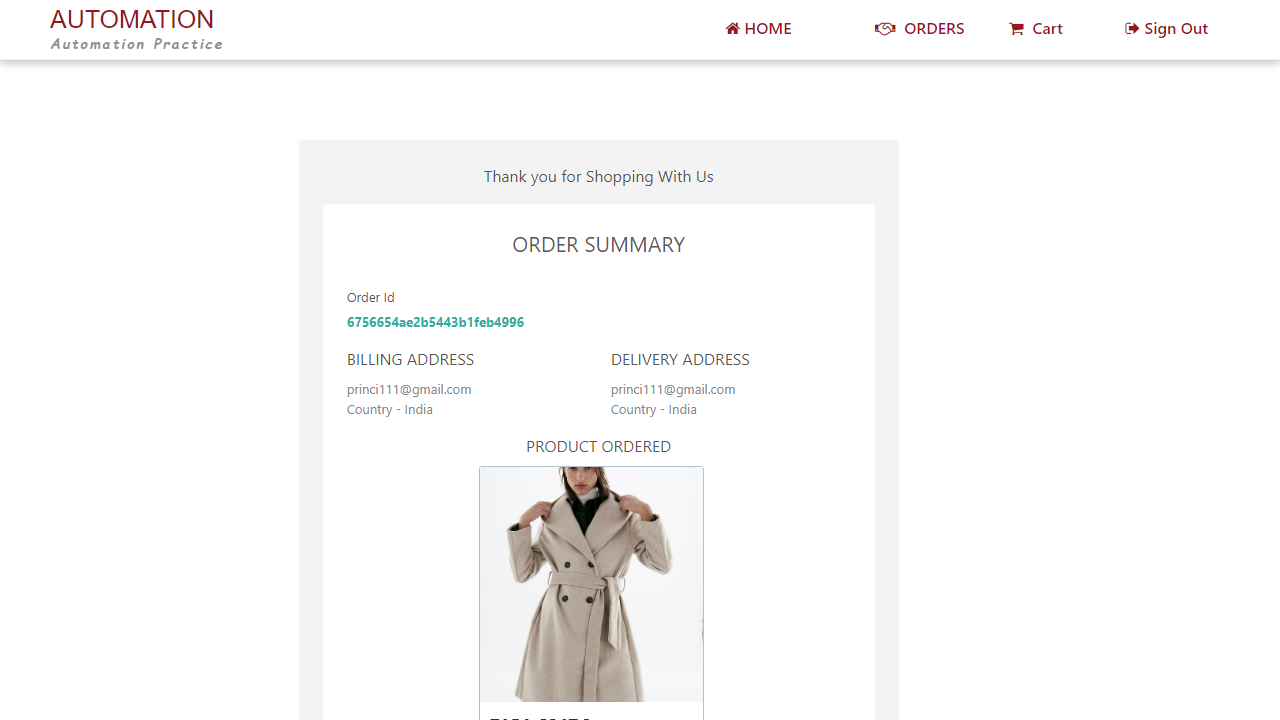 AUTOMATION
Automation Practice
HOME
ORDERS
Cart
Sign Out
Thank you for Shopping With Us
ORDER SUMMARY
Order Id
6756654ae2b5443b1feb4996
BILLING ADDRESS
DELIVERY ADDRESS
princi111@gmail.com
princi111@gmail.com
Country - India
Country - India
PRODUCT ORDERED